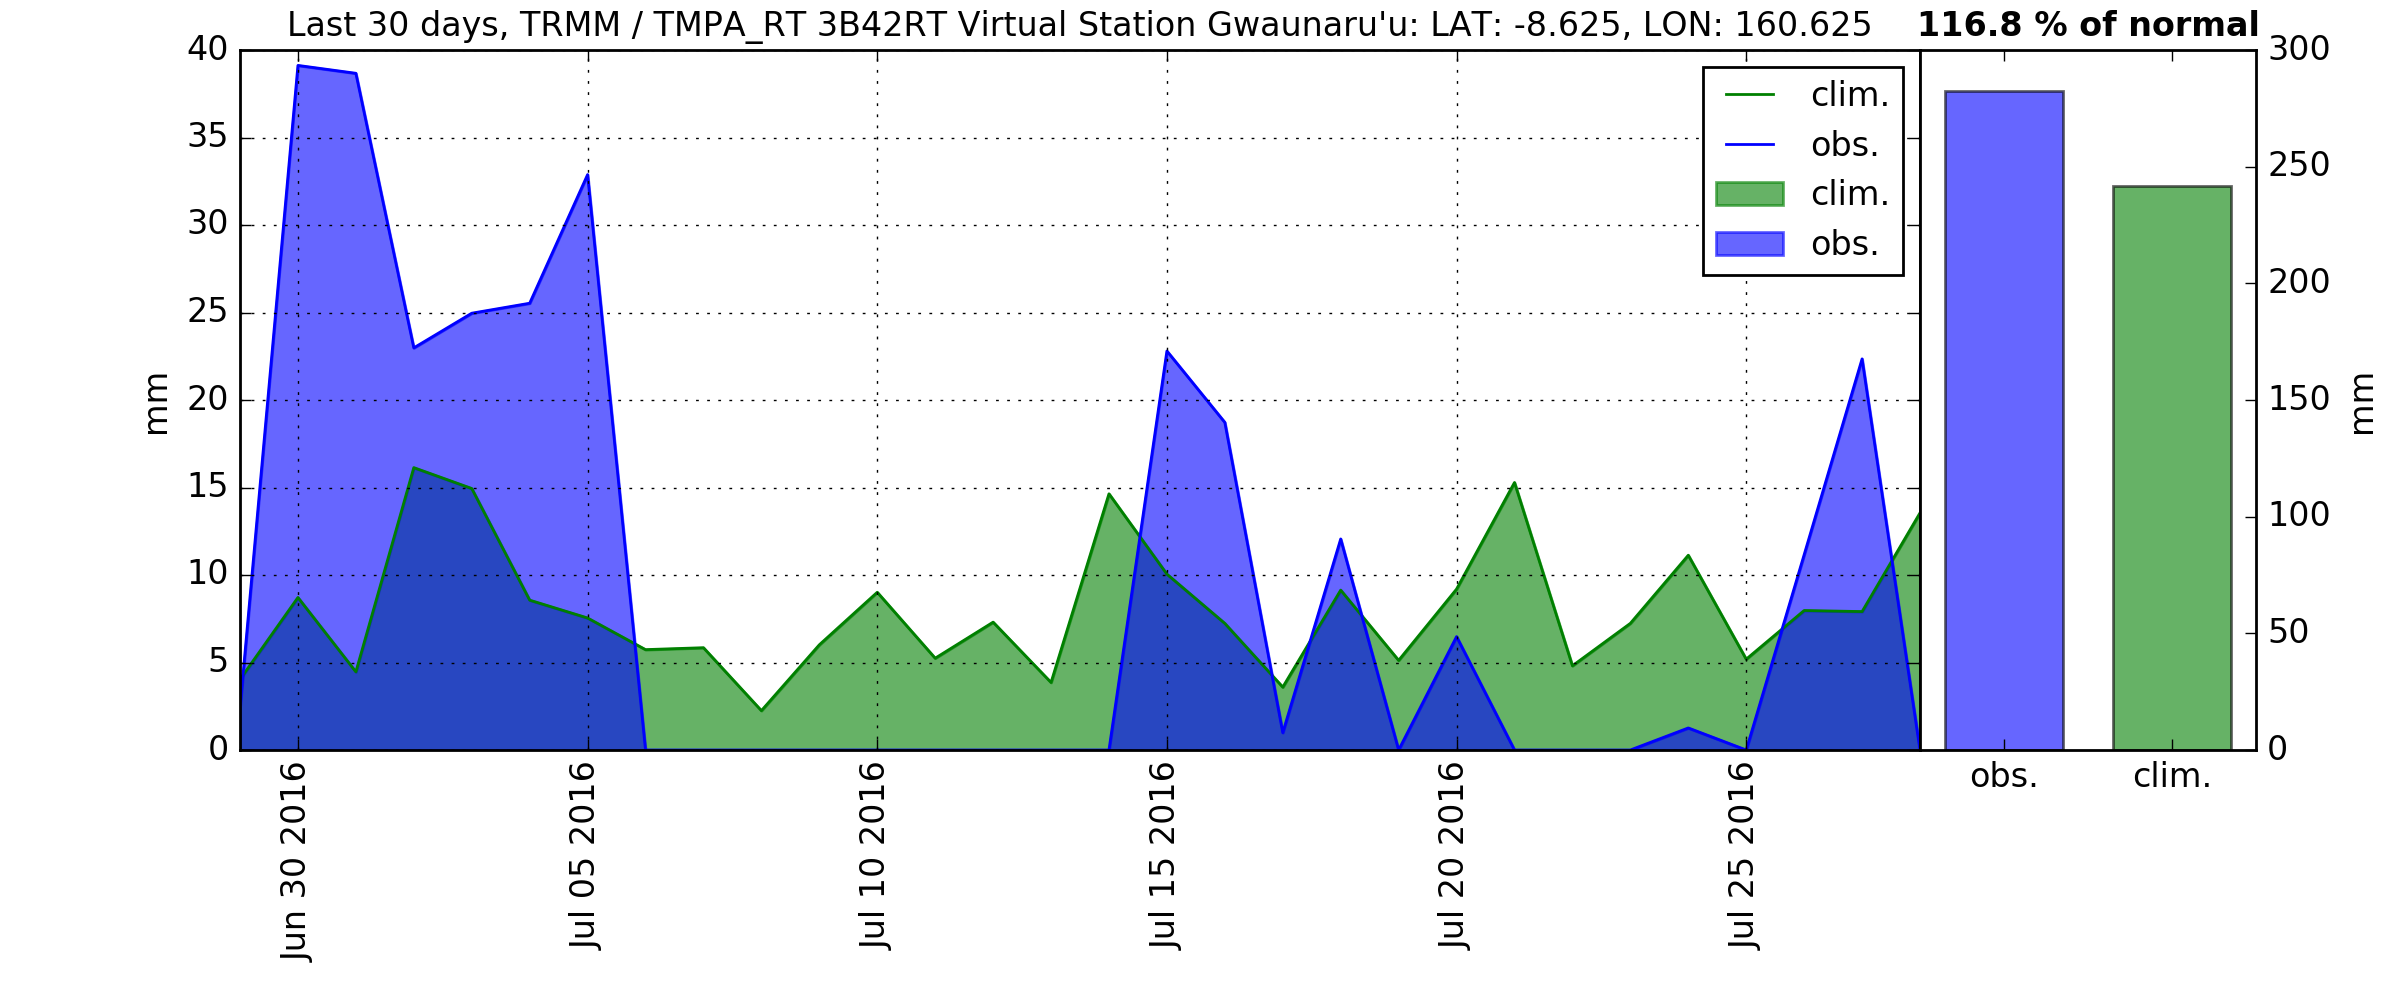 Last 30 days, TRMM / TMPA_RT 3B42RT Virtual Station Gwaunaru'u: LAT: -8.625, LON: 160.625
116.8 % of normal
40
35
30
25
20
15
10
5
0
mm
clim.
obs.
clim.
obs.
Jun 30 2016
Jul 05 2016
Jul 10 2016
Jul 15 2016
Jul 20 2016
Jul 25 2016
300
250
200
150
100
50
0
mm
obs.
clim.